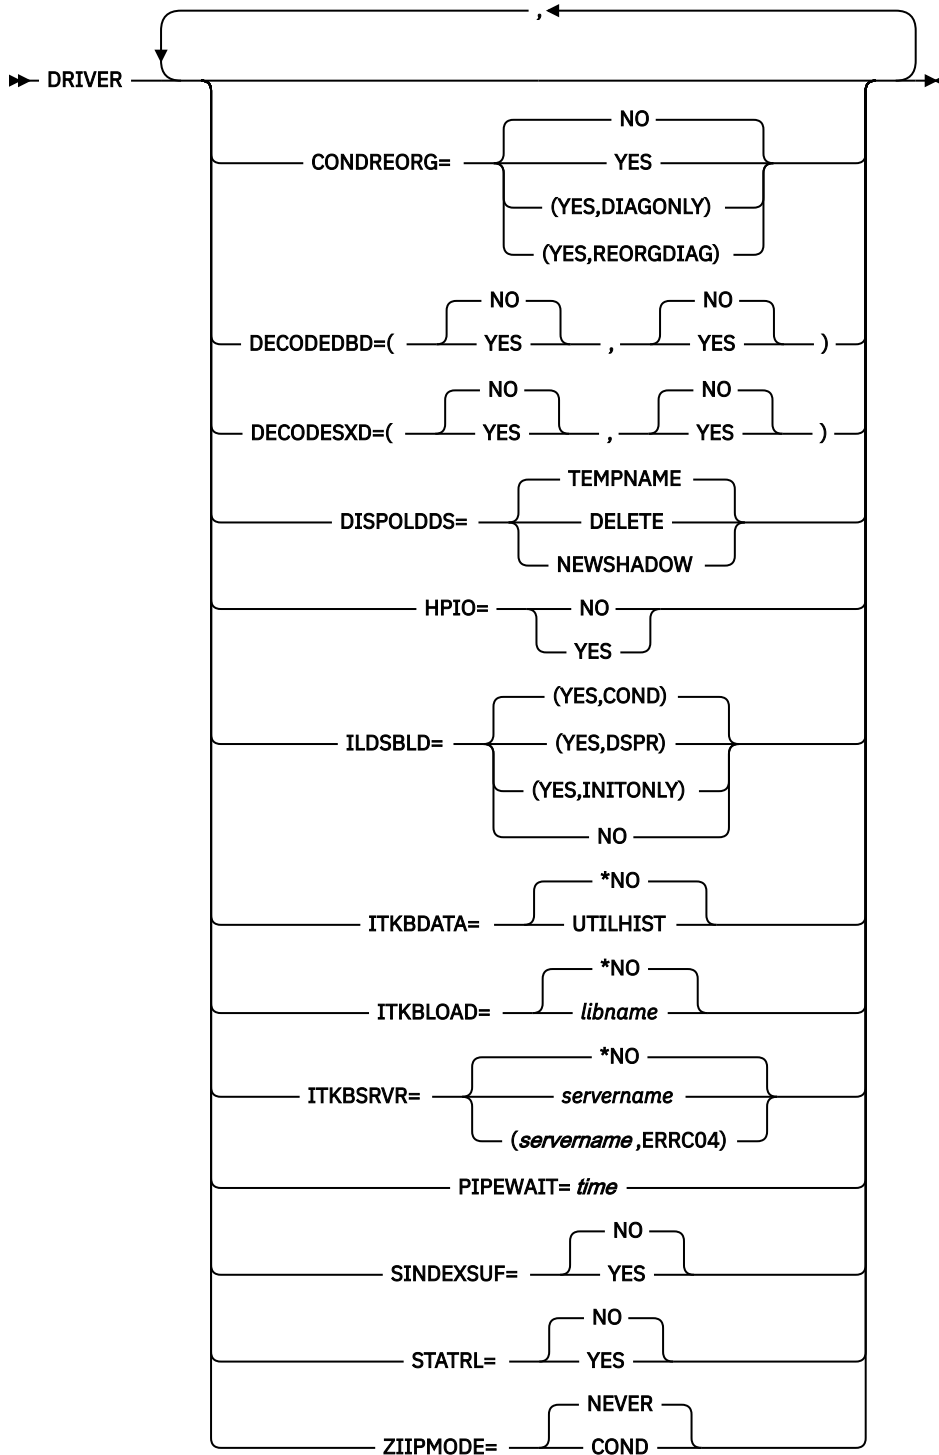 ,
DRIVER
NO
CONDREORG= YES
(YES,DIAGONLY)
(YES,REORGDIAG)
NO NO
DECODEDBD=( YES , YES )
NO NO
DECODESXD=( YES , YES )
TEMPNAME
DISPOLDDS= DELETE
NEWSHADOW
HPIO= NO
YES
(YES,COND)
ILDSBLD= (YES,DSPR)
(YES,INITONLY)
NO
*NO
ITKBDATA= UTILHIST
*NO
ITKBLOAD= libname
*NO
ITKBSRVR= servername
(servername ,ERRC04)
PIPEWAIT= time
NO
SINDEXSUF= YES
NO
STATRL= YES
NEVER
ZIIPMODE= COND